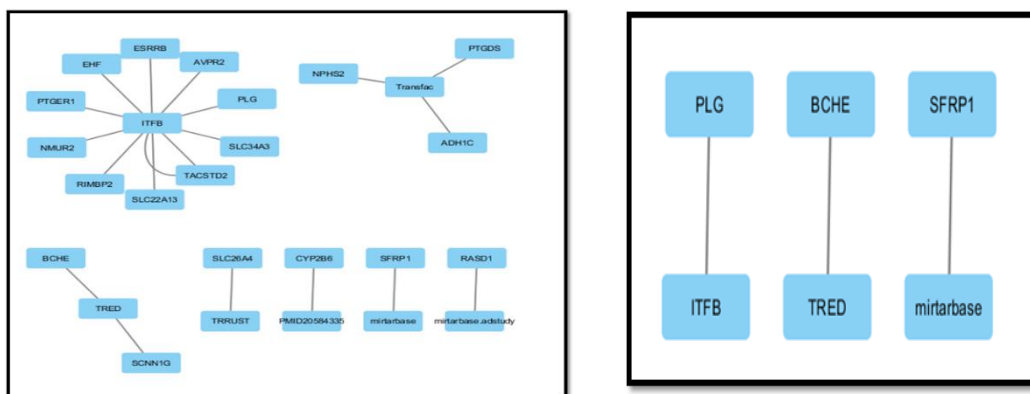 ESRRB
EHF
AVPR2
PTGER1
PLG
ITFB
NMUR2
SLC34A3
RIMBP2
TACSTD2
SLC22A13
PTGDS
NPHS2
Transfac
ADH1C
BCHE
TRED
SCNN1G
SLC26A4
CYP2B6
SFRP1
RASD1
TRRUST
PMID20584335
mirtarbase
mirtarbase.adstudy
PLG
BCHE
SFRP1
ITFB
TRED
mirtarbase